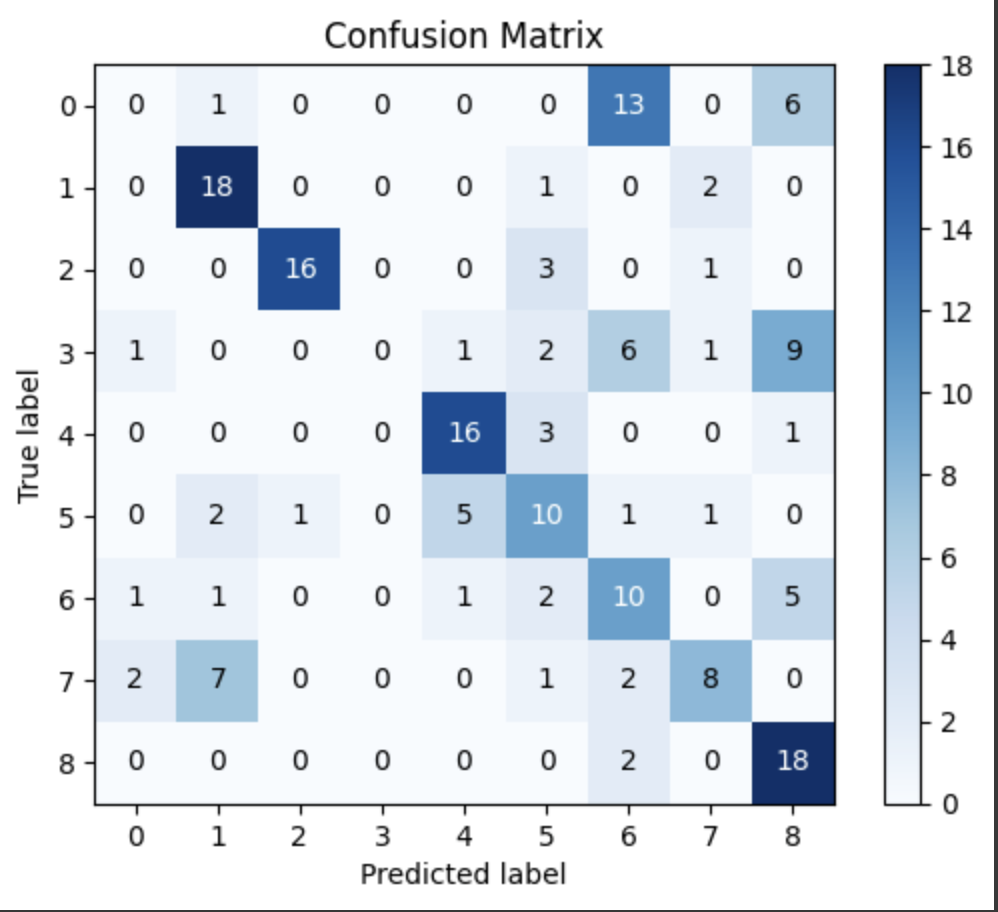 Confusion Matrix
0 0 1 0 0 0 0 13 0 6
1 0 18 0 0 0 1 0 2 0
2 0 0 16 0 0 3 0 1 0
3 1 0 0 0 1 2 6 1 9
4 0 0 0 0 16 3 0 0 1
5 0 2 1 0 5 10 1 1 0
6 1 1 0 0 1 2 10 0 5
7 2 7 0 0 0 1 2 8 0
8 0 0 0 0 0 0 2 0 18
0 1 2 3 4 5 6 7 8
Predicted label
True label
18
16
14
12
10
8
6
4
2
0